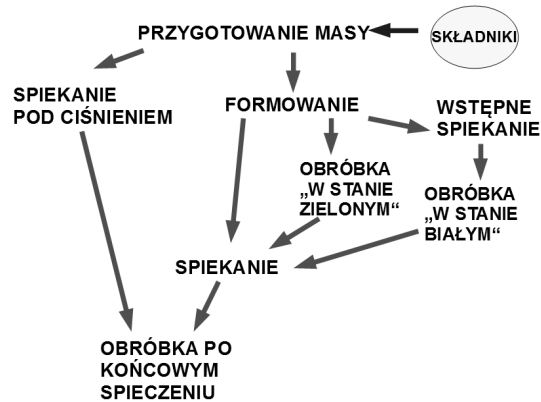 PRZYGOTOWANIE MASY
SKŁADNIKI
SPIEKANIE
POD CIŚNIENIEM
FORMOWANIE
WSTĘPNE
SPIEKANIE
OBRÓBKA
„W STANIE
ZIELONYM“
OBRÓBKA
„W STANIE
BIAŁYM“
SPIEKANIE
OBRÓBKA PO
KOŃCOWYM
SPIECZENIU